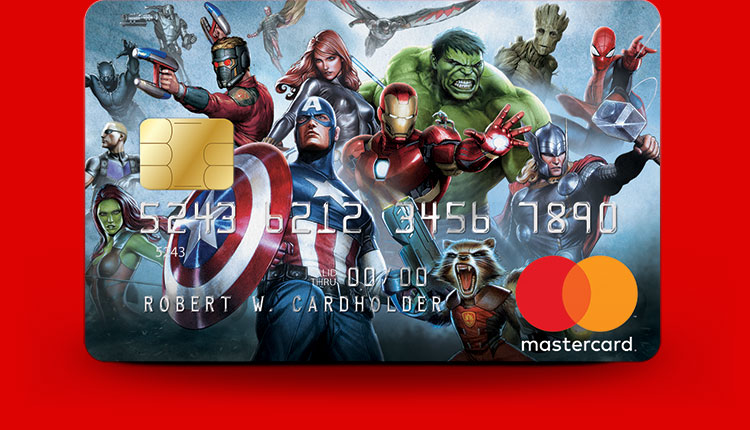 A
5243 6212 3456 7890
5243
VALID
THRU 00/00
ROBERT W. CARDHOLDER
mastercard.